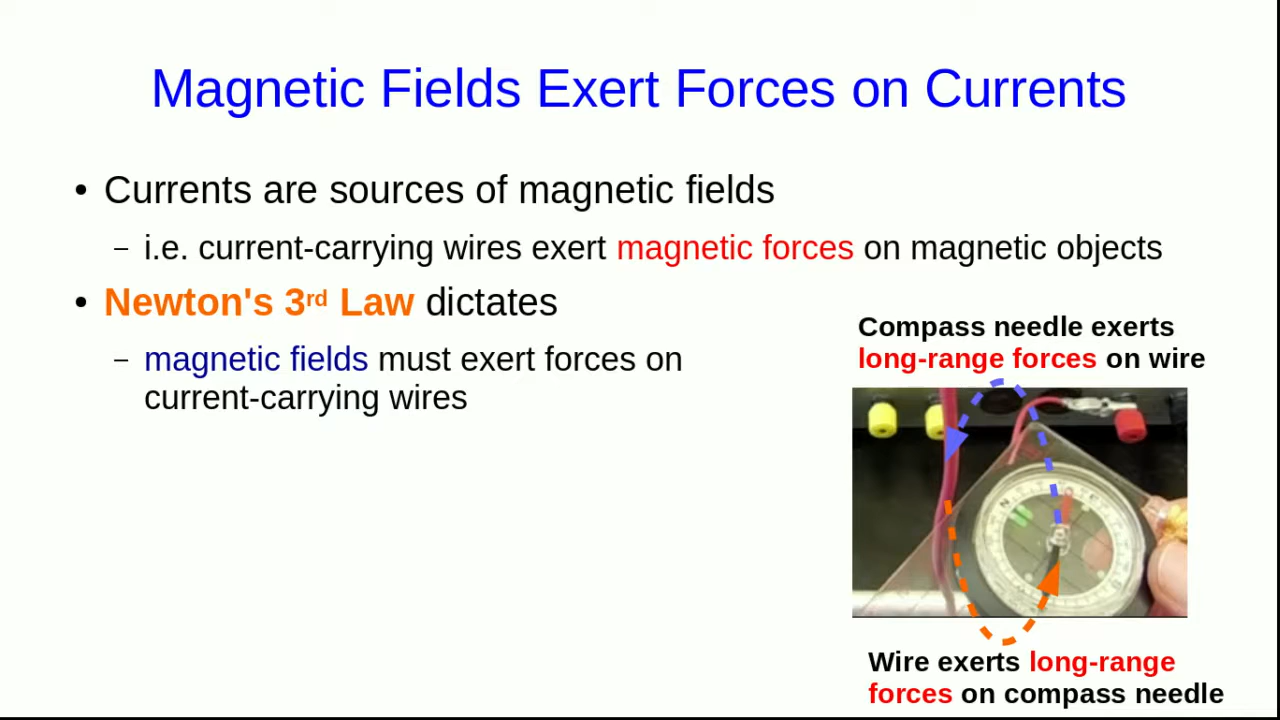 Magnetic Fields Exert Forces on Currents
• Currents are sources of magnetic fields
– i.e. current-carrying wires exert magnetic forces on magnetic objects
• Newton's 3rd Law dictates
– magnetic fields must exert forces on
current-carrying wires
Compass needle exerts
long-range forces on wire
Wire exerts long-range
forces on compass needle